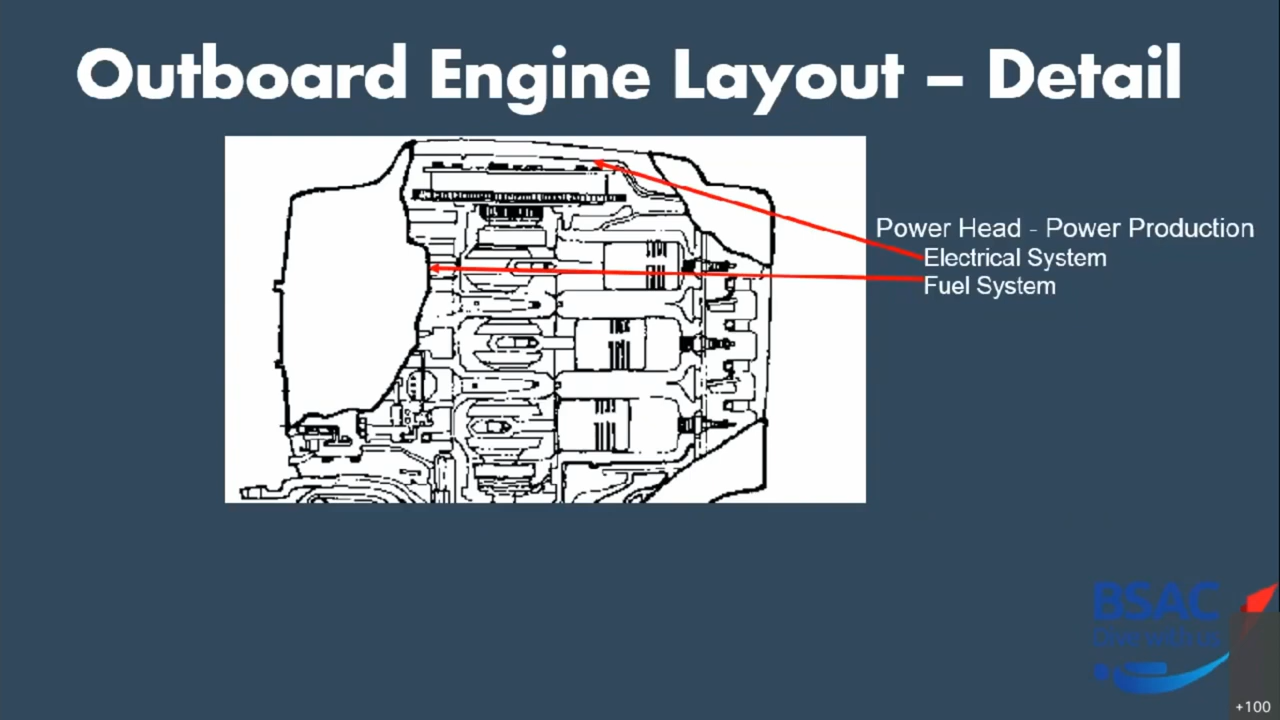 Outboard Engine Layout – Detail
Power Head - Power Production
Electrical System
Fuel System
BSAC
Dive with us
+100